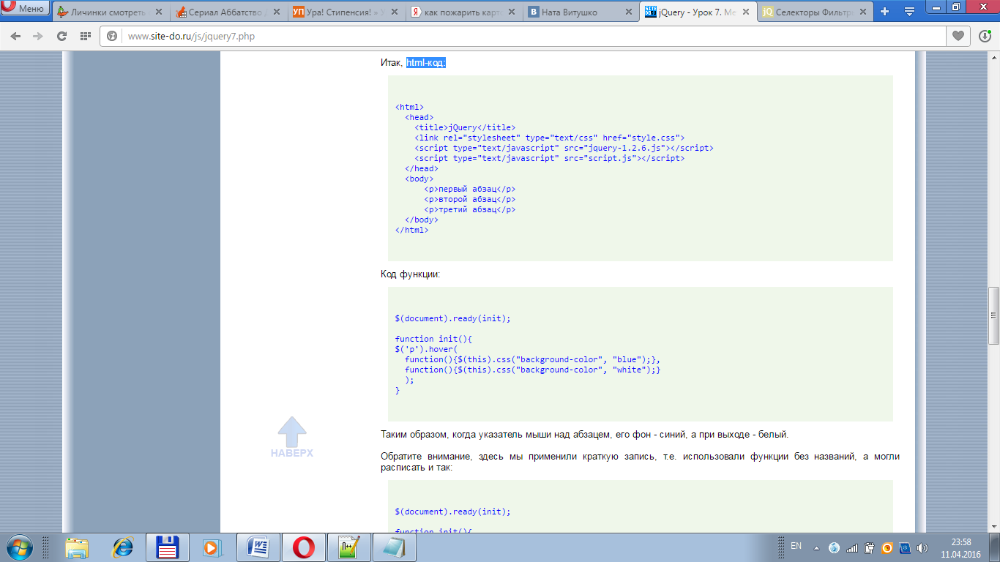 Меню
Личинки смотреть
Сериал Аббатство
Ура! Стипенсия! » У
как пожарить карт
Ната Витушко
jQuery - Урок 7. Ме
Селекторы Фильтр
www.site-do.ru/js/jquery7.php
Итак, html-код:
<html>
<head>
<title>jQuery</title>
<link rel="stylesheet" type="text/css" href="style.css">
<script type="text/javascript" src="jquery-1.2.6.js"></script>
<script type="text/javascript" src="script.js"></script>
</head>
<body>
<p>первый абзац</p>
<p>второй абзац</p>
<p>третий абзац</p>
</body>
</html>
Код функции:
$(document).ready(init);
function init(){
$('p').hover(
function(){$(this).css("background-color", "blue");},
function(){$(this).css("background-color", "white");}
);
}
НАВЕРХ
Таким образом, когда указатель мыши над абзацем, его фон - синий, а при выходе - белый.
Обратите внимание, здесь мы применили краткую запись, т.е. использовали функции без названий, а могли
расписать и так:
$(document).ready(init);
function init(){
EN
23:58
11.04.2016